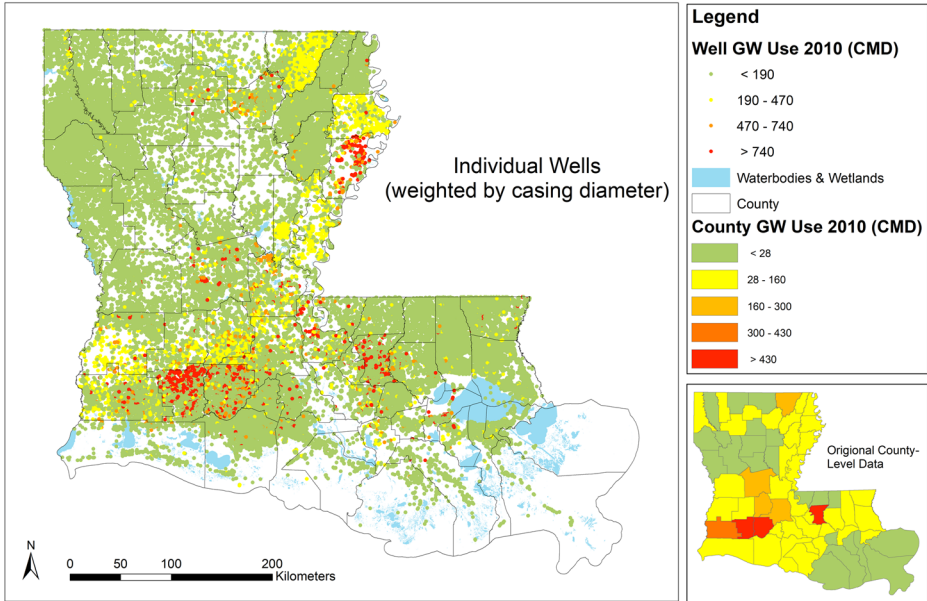 Individual Wells
(weighted by casing diameter)
N
0 50 100 200
Kilometers
Legend
Well GW Use 2010 (CMD)
< 190
190 - 470
470 - 740
> 740
Waterbodies & Wetlands
County
County GW Use 2010 (CMD)
< 28
28 - 160
160 - 300
300 - 430
> 430
Origional County-
Level Data